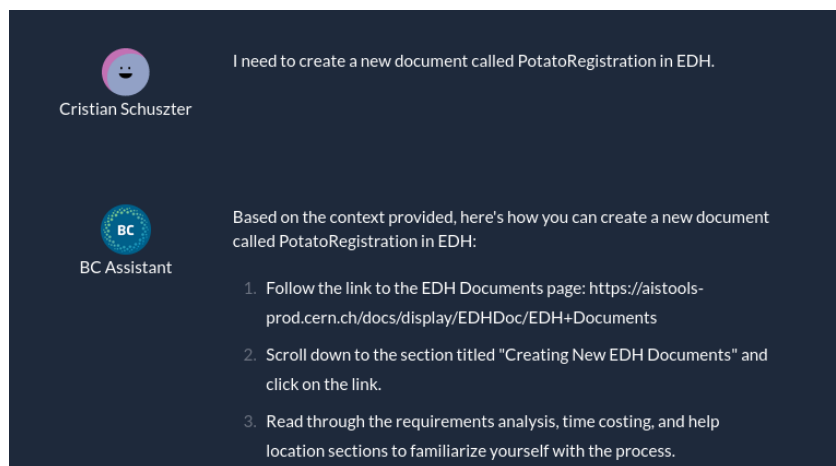 I need to create a new document called PotatoRegistration in EDH.
Cristian Schuszter
BC
BC Assistant
Based on the context provided, here's how you can create a new document
called PotatoRegistration in EDH:
1. Follow the link to the EDH Documents page: https://aistools-
prod.cern.ch/docs/display/EDHDoc/EDH+Documents
2. Scroll down to the section titled "Creating New EDH Documents" and
click on the link.
3. Read through the requirements analysis, time costing, and help
location sections to familiarize yourself with the process.